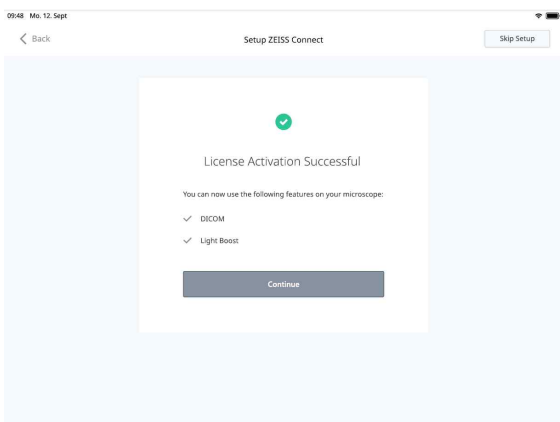 09:48 Mo. 12. Sept
Back
Setup ZEISS Connect
Skip Setup
License Activation Successful
You can now use the following features on your microscope:
DICOM
Light Boost
Continue